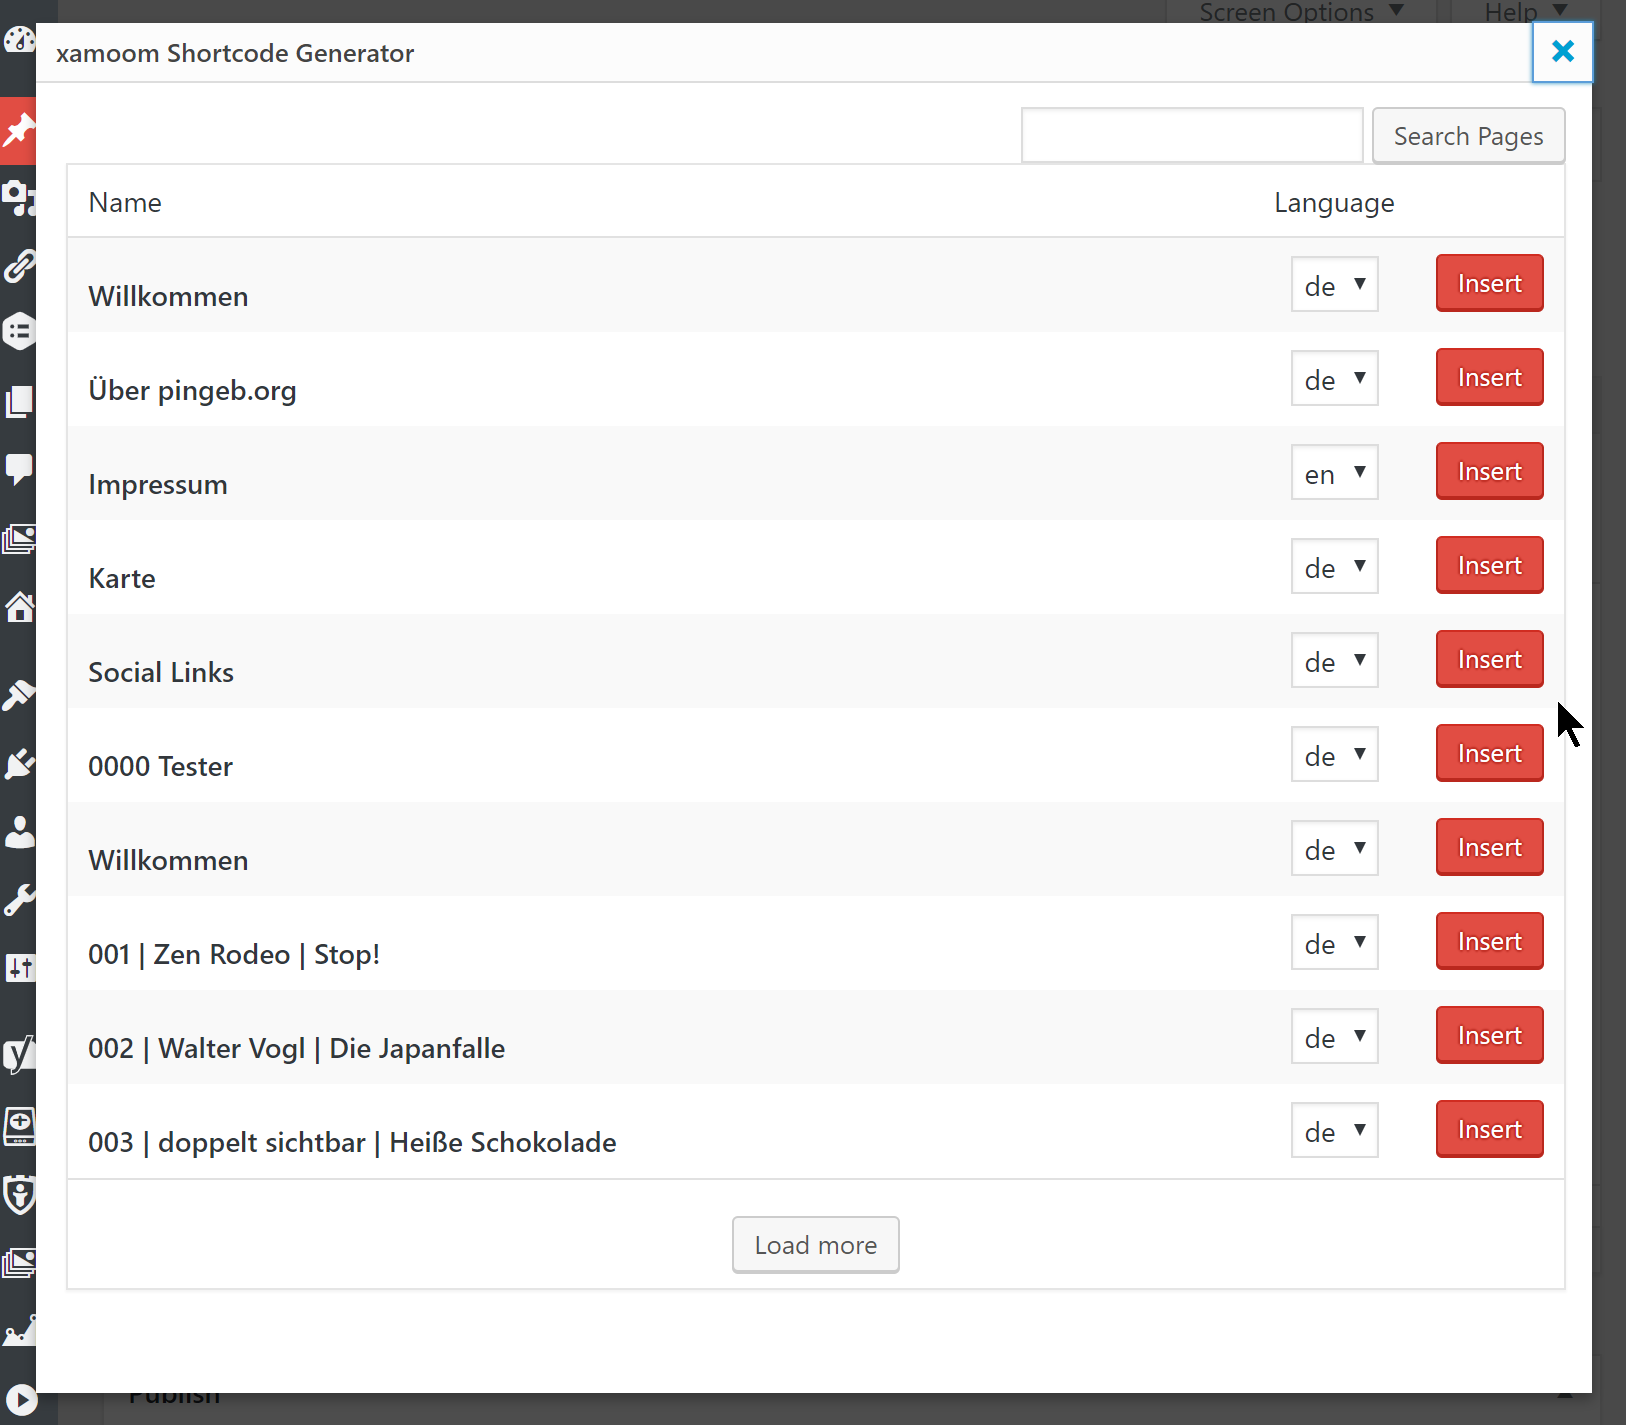 Screen Options Help
xamoom Shortcode Generator
Search Pages
Name Language
Willkommen de Insert
Über pingeb.org de Insert
Impressum en Insert
Karte de Insert
Social Links de Insert
0000 Tester de Insert
Willkommen de Insert
001 | Zen Rodeo | Stop! de Insert
002 | Walter Vogl | Die Japanfalle de Insert
003 | doppelt sichtbar | Heiße Schokolade de Insert
Load more
Publish